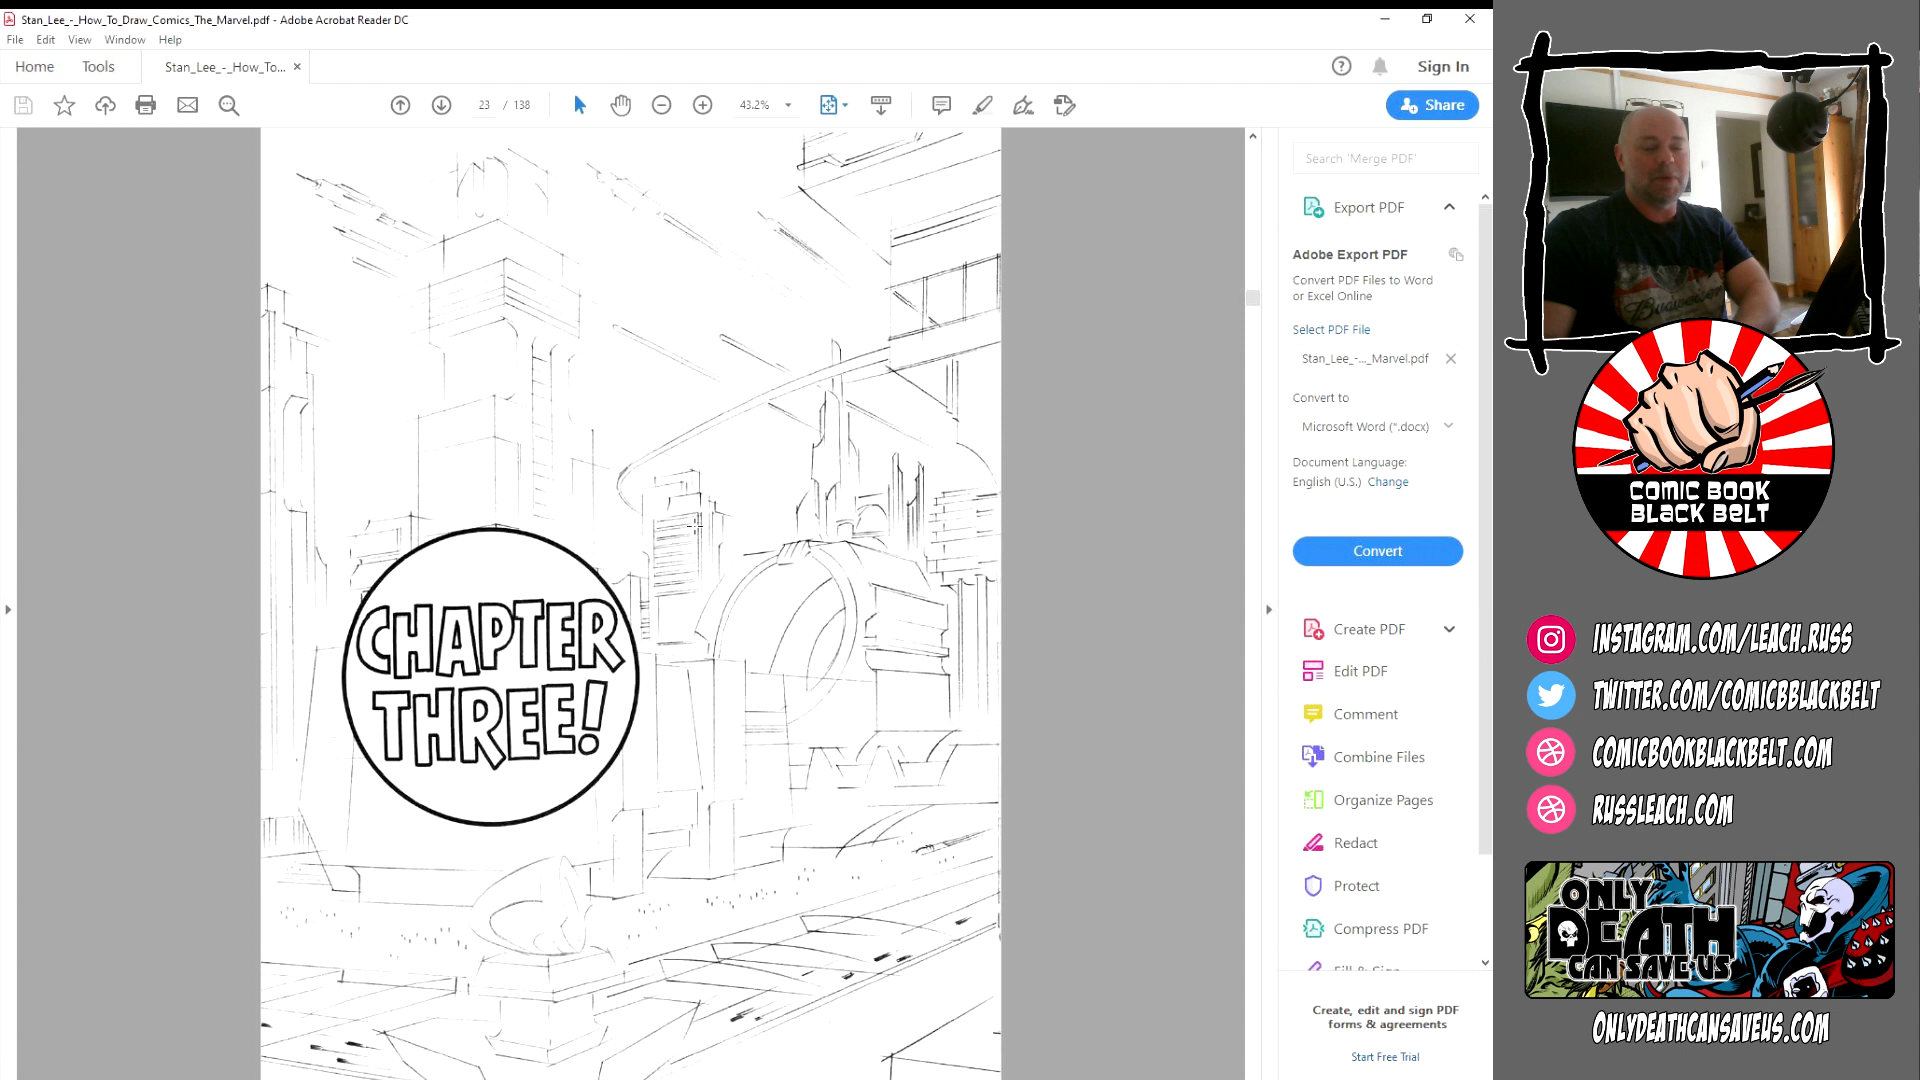 Stan_Lee_-_How_To_Draw_Comics_The_Marvel.pdf - Adobe Acrobat Reader DC
File Edit View Window Help
Home Tools Stan_Lee_-_How_To... × Sign In
23 / 138 43.2% Share
Search 'Merge PDF'
Export PDF
Adobe Export PDF
Convert PDF Files to Word
or Excel Online
Select PDF File
Stan_Lee_-..._Marvel.pdf
Convert to
Microsoft Word (*.docx)
Document Language:
English (U.S.) Change
Convert
Create PDF
Edit PDF
Comment
Combine Files
Organize Pages
Redact
Protect
Compress PDF
Fill & Sign
Create, edit and sign PDF
forms & agreements
Start Free Trial
CHAPTER
THREE!
Budweiser
COMIC BOOK
BLACK BELT
INSTAGRAM.COM/LEACH.RUSS
TWITTER.COM/COMICBBLACKBELT
COMICBOOKBLACKBELT.COM
RUSSLEACH.COM
ONLY
DEATH
CAN SAVE US
ONLYDEATHCANSAVEUS.COM